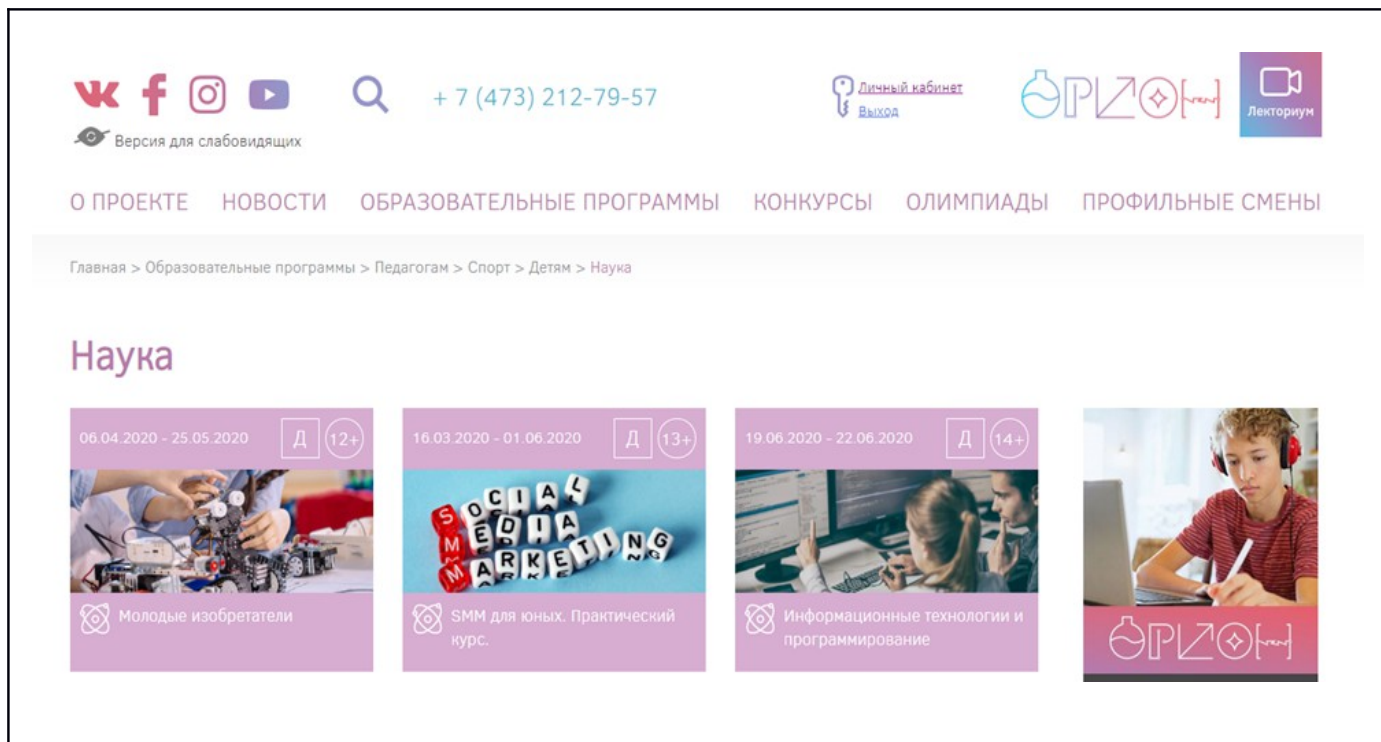 + 7 (473) 212-79-57
Личный кабинет
Выход
ОРИЗОН
Лекториум
Версия для слабовидящих
О ПРОЕКТЕ НОВОСТИ ОБРАЗОВАТЕЛЬНЫЕ ПРОГРАММЫ КОНКУРСЫ ОЛИМПИАДЫ ПРОФИЛЬНЫЕ СМЕНЫ
Главная > Образовательные программы > Педагогам > Спорт > Детям > Наука
Наука
06.04.2020 - 25.05.2020 Д 12+
SOCIAL
MEDIA
MARKETING
Молодые изобретатели
16.03.2020 - 01.06.2020 Д 13+
SMM для юных. Практический
курс.
19.06.2020 - 22.06.2020 Д 14+
Информационные технологии и
программирование
ОРИЗОН